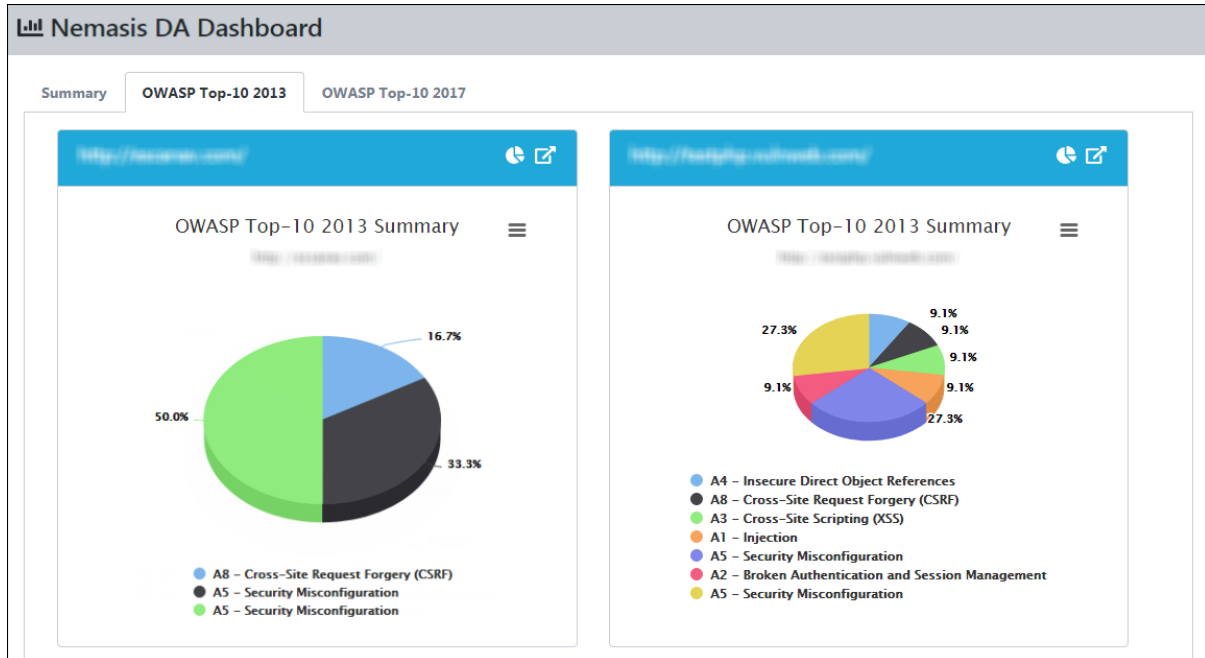 Nemasis DA Dashboard
Summary OWASP Top-10 2013 OWASP Top-10 2017
OWASP Top-10 2013 Summary
16.7%
50.0%
33.3%
A8 - Cross-Site Request Forgery (CSRF)
A5 - Security Misconfiguration
A5 - Security Misconfiguration
OWASP Top-10 2013 Summary
9.1%
27.3%
9.1%
9.1%
9.1%
9.1%
27.3%
A4 - Insecure Direct Object References
A8 - Cross-Site Request Forgery (CSRF)
A3 - Cross-Site Scripting (XSS)
A1 - Injection
A5 - Security Misconfiguration
A2 - Broken Authentication and Session Management
A5 - Security Misconfiguration